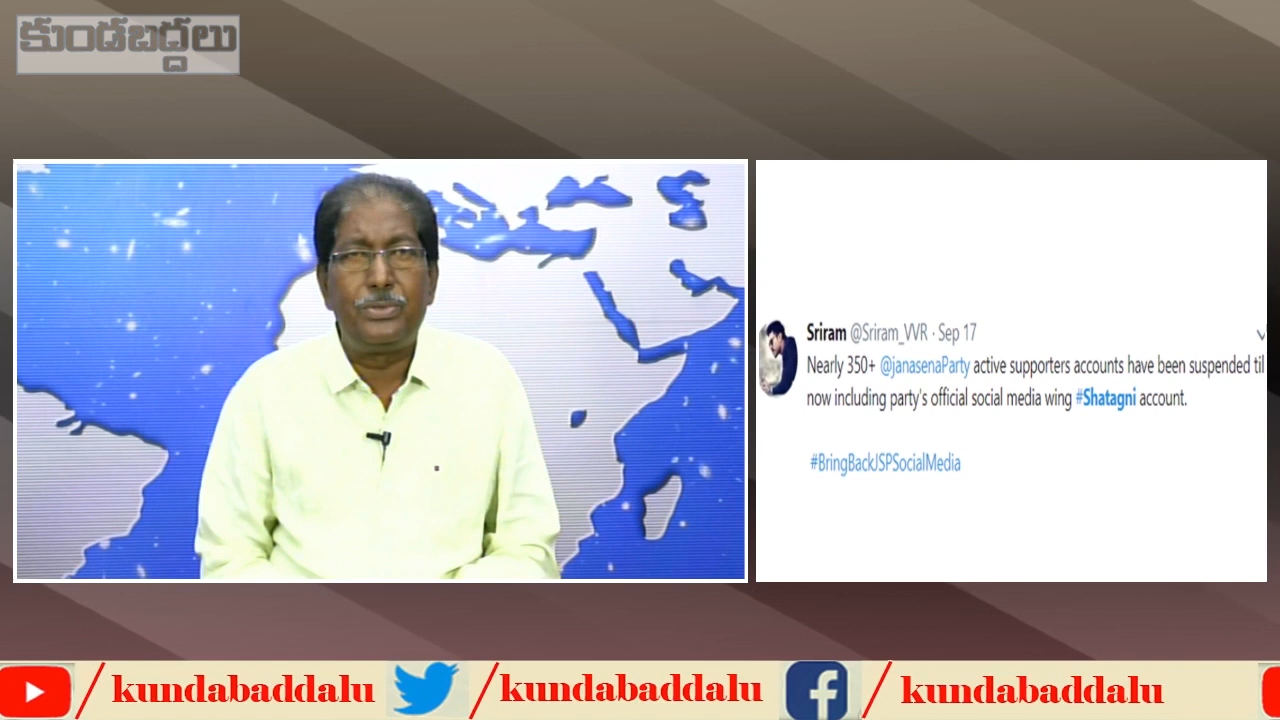 కుండబద్దలు
Sriram @Sriram_VVR · Sep 17
Nearly 350+ @janasenaParty active supporters accounts have been suspended til
now including party's official social media wing #Shatagni account.
#BringBackJSPSocialMedia
/ kundabaddalu / kundabaddalu / kundabaddalu